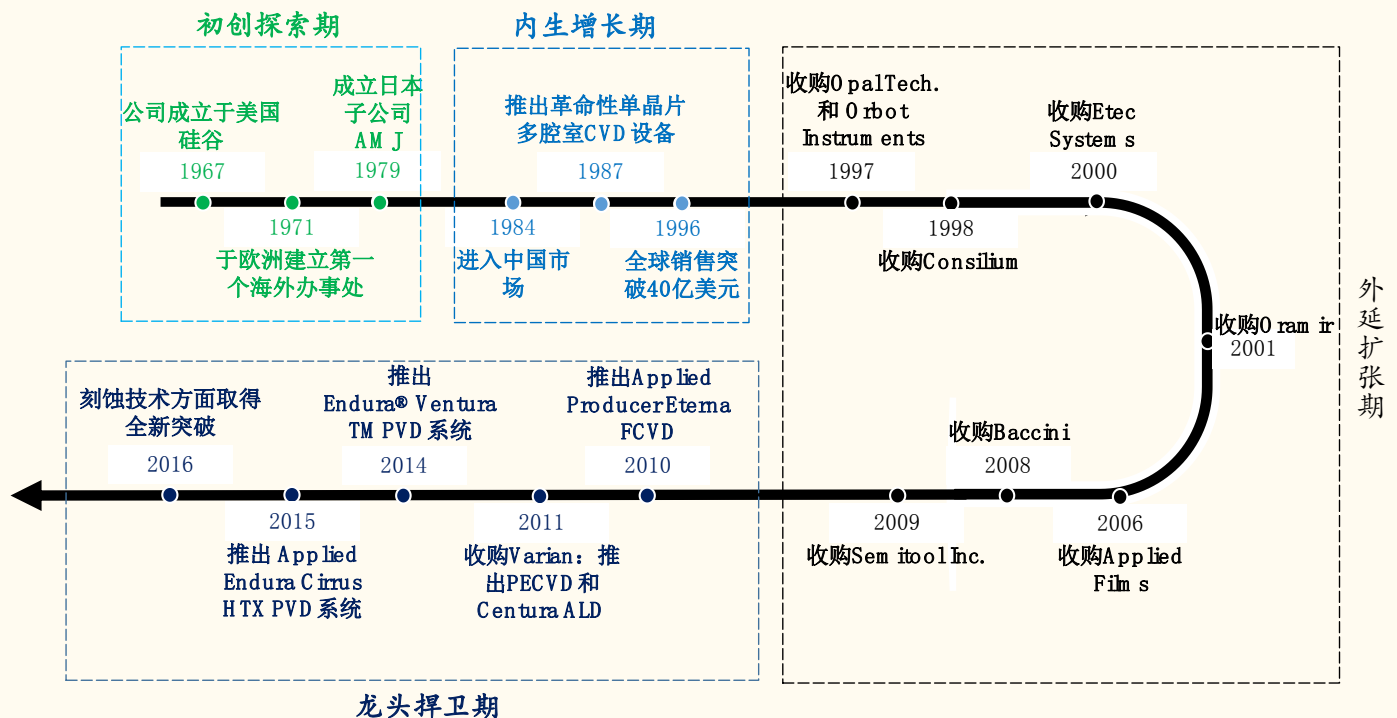 初创探索期
公司成立于美国
硅谷
1967
1971
于欧洲建立第一
个海外办事处
成立日本
子公司
AMJ
1979
内生增长期
1984
进入中国市
场
推出革命性单晶片
多腔室CVD设备
1987
1996
全球销售突
破40亿美元
收购OpalTech.
和Orbot
Instruments
1997
1998
收购Consilium
收购Etec
Systems
2000
收购Oramir
2001
外延扩张期
2006
收购Applied
Films
收购Baccini
2008
2009
收购Semitool Inc.
推出Applied
Producer Eterna
FCVD
2010
2011
收购Varian：推
出PECVD和
Centura ALD
推出
Endura® Ventura
TM PVD系统
2014
2015
推出 Applied
Endura Cirrus
HTX PVD系统
刻蚀技术方面取得
全新突破
2016
龙头捍卫期